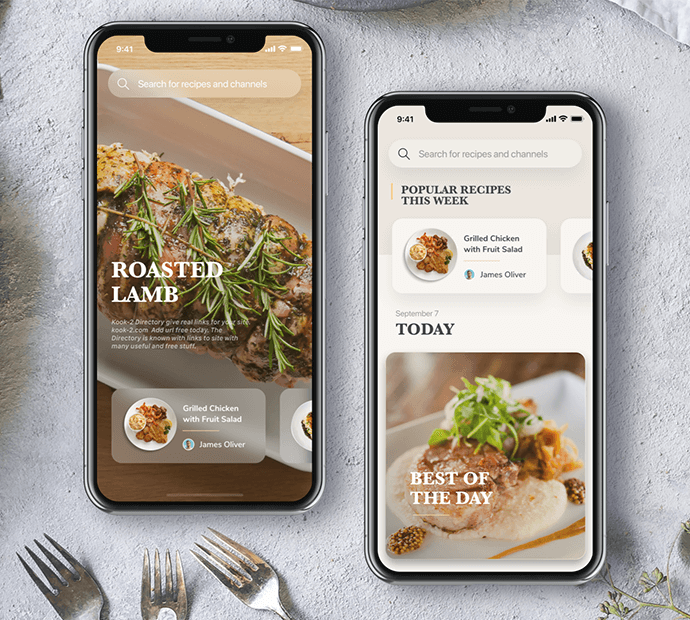 9:41
Search for recipes and channels
ROASTED
LAMB
Kook-2 Directory give real links for your site.
kook-2.com Add url free today. The
Directory is known with links to site with
many useful and free stuff.
Grilled Chicken
with Fruit Salad
James Oliver
9:41
Search for recipes and channels
POPULAR RECIPES
THIS WEEK
Grilled Chicken
with Fruit Salad
James Oliver
September 7
TODAY
BEST OF
THE DAY